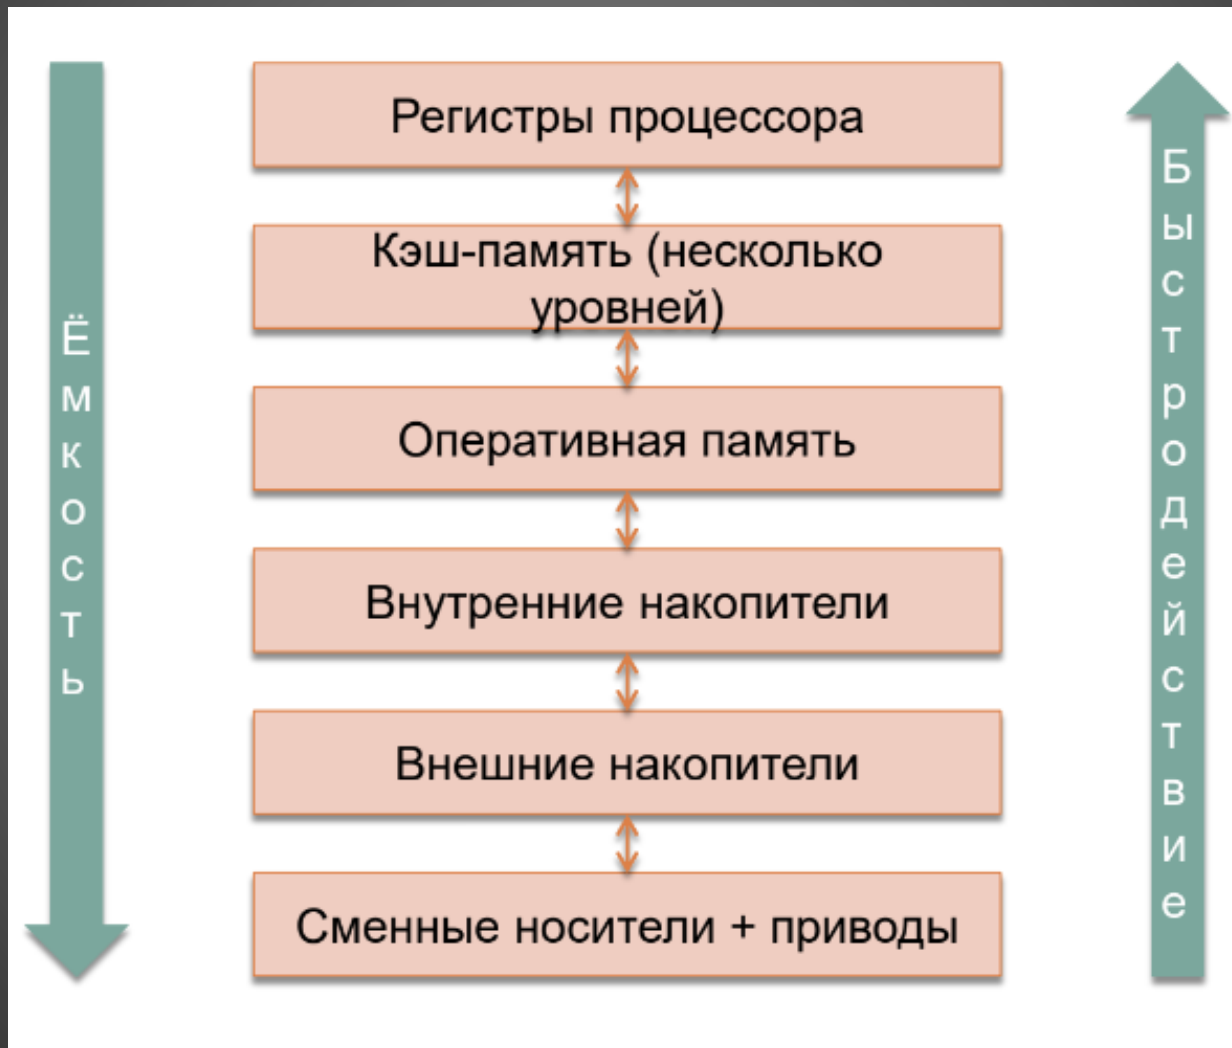 Ёмкость
Регистры процессора
Кэш-память (несколько
уровней)
Оперативная память
Внутренние накопители
Внешние накопители
Сменные носители + приводы
Быстродействие